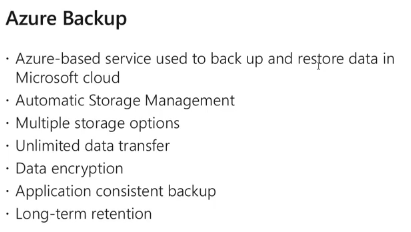 Azure Backup
· Azure-based service used to back up and restore data in
Microsoft cloud
· Automatic Storage Management
· Multiple storage options
· Unlimited data transfer
· Data encryption
· Application consistent backup
· Long-term retention